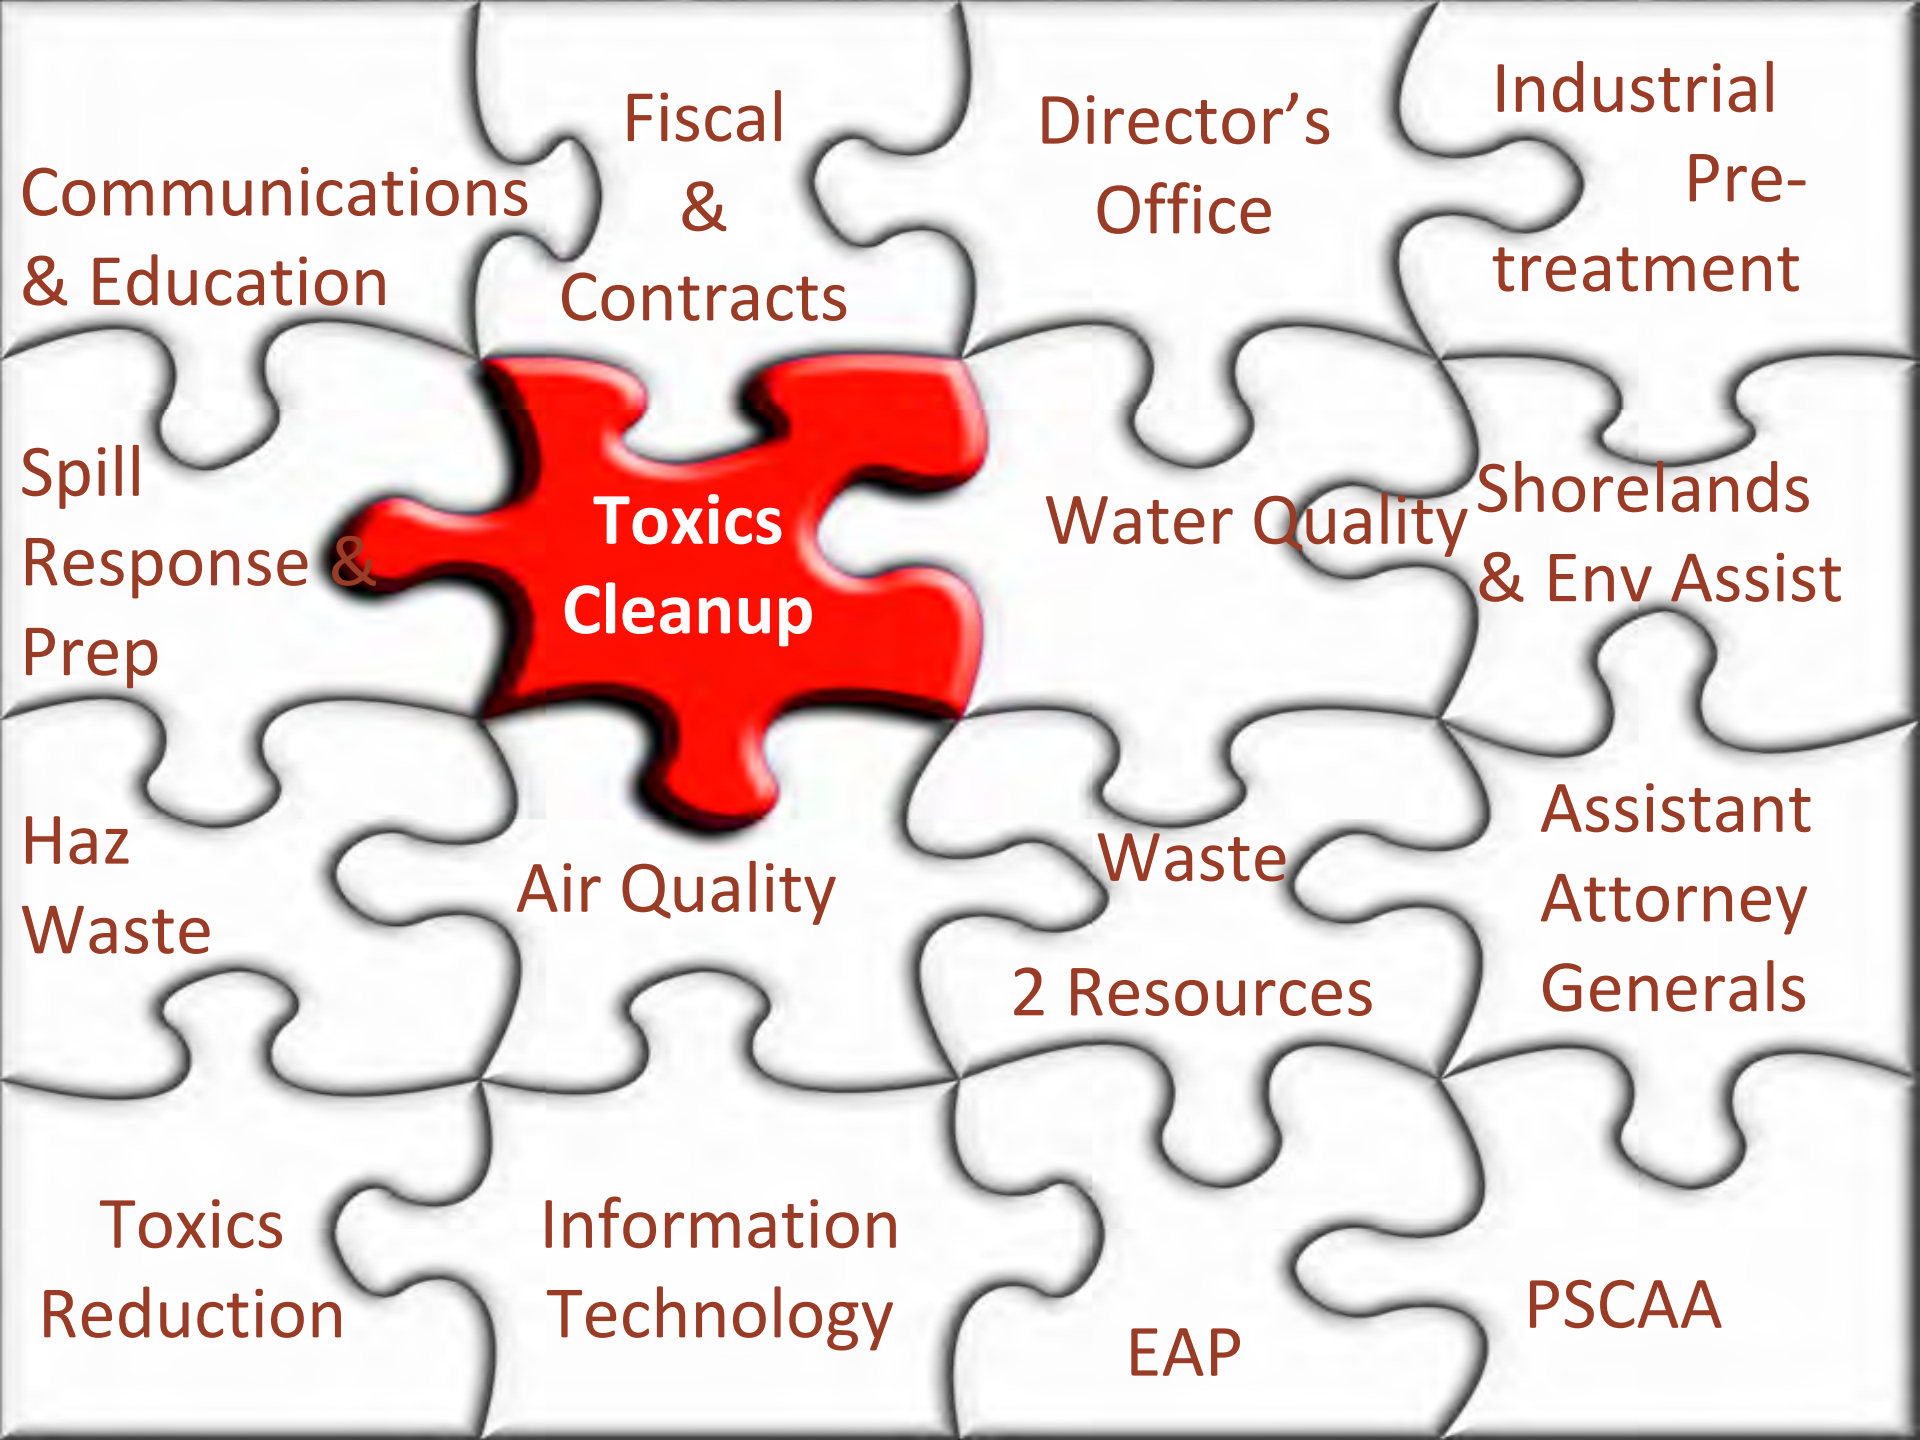 Communications
& Education
Fiscal
&
Contracts
Director’s
Office
Industrial
Pre-
treatment
Spill
Response &
Prep
Toxics
Cleanup
Water Quality
Shorelands
& Env Assist
Haz
Waste
Air Quality
Waste
2 Resources
Assistant
Attorney
Generals
Toxics
Reduction
Information
Technology
EAP
PSCAA